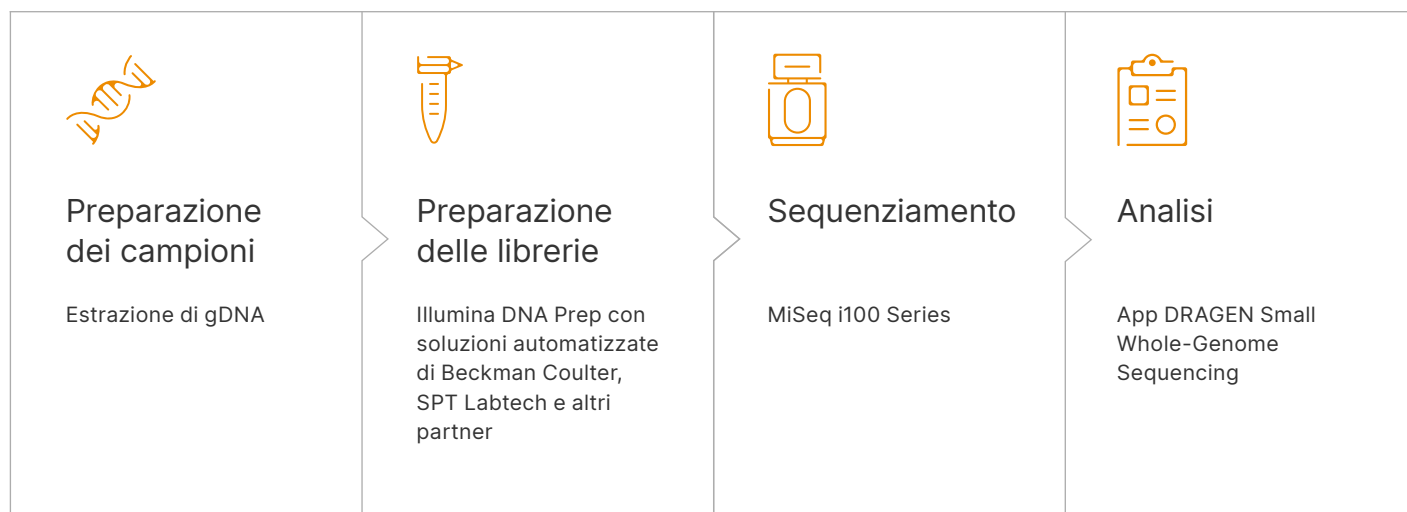 Preparazione
dei campioni
Estrazione di gDNA
Preparazione
delle librerie
Illumina DNA Prep con
soluzioni automatizzate
di Beckman Coulter,
SPT Labtech e altri
partner
Sequenziamento
MiSeq i100 Series
Analisi
App DRAGEN Small
Whole-Genome
Sequencing